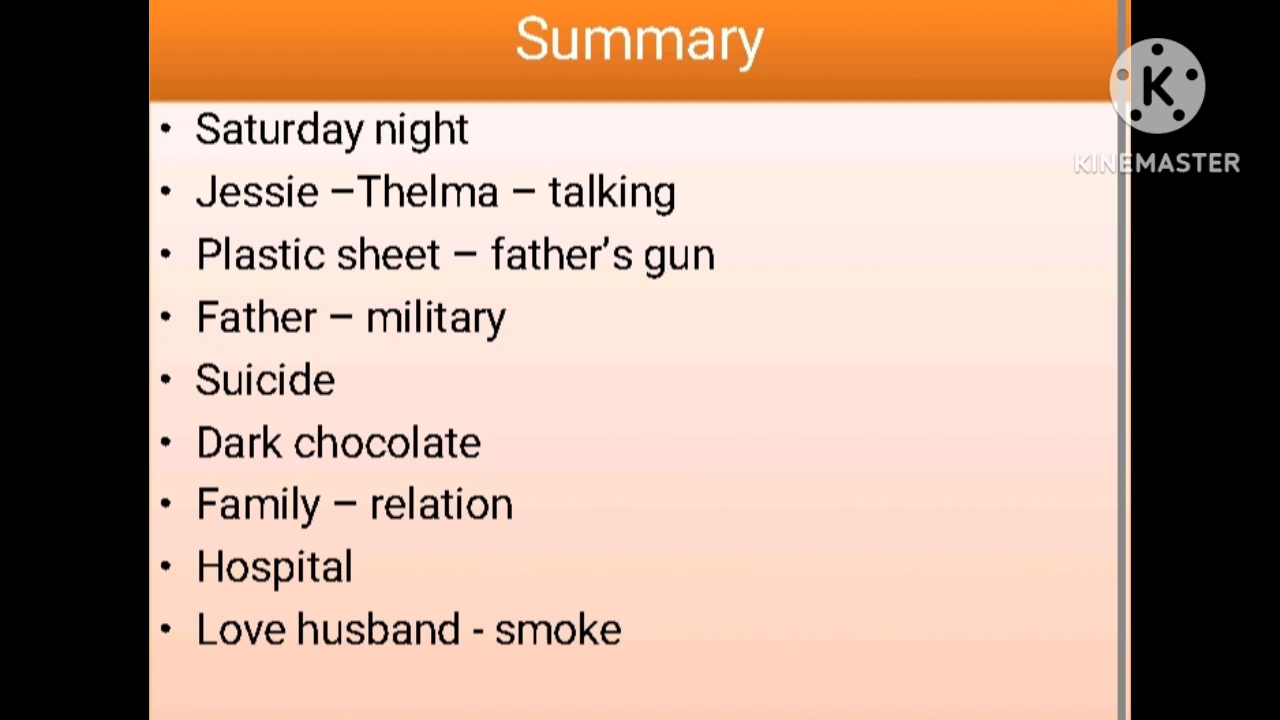 Summary
• Saturday night
• Jessie –Thelma – talking
• Plastic sheet – father's gun
• Father – military
• Suicide
• Dark chocolate
• Family – relation
• Hospital
• Love husband - smoke
K
KINEMASTER